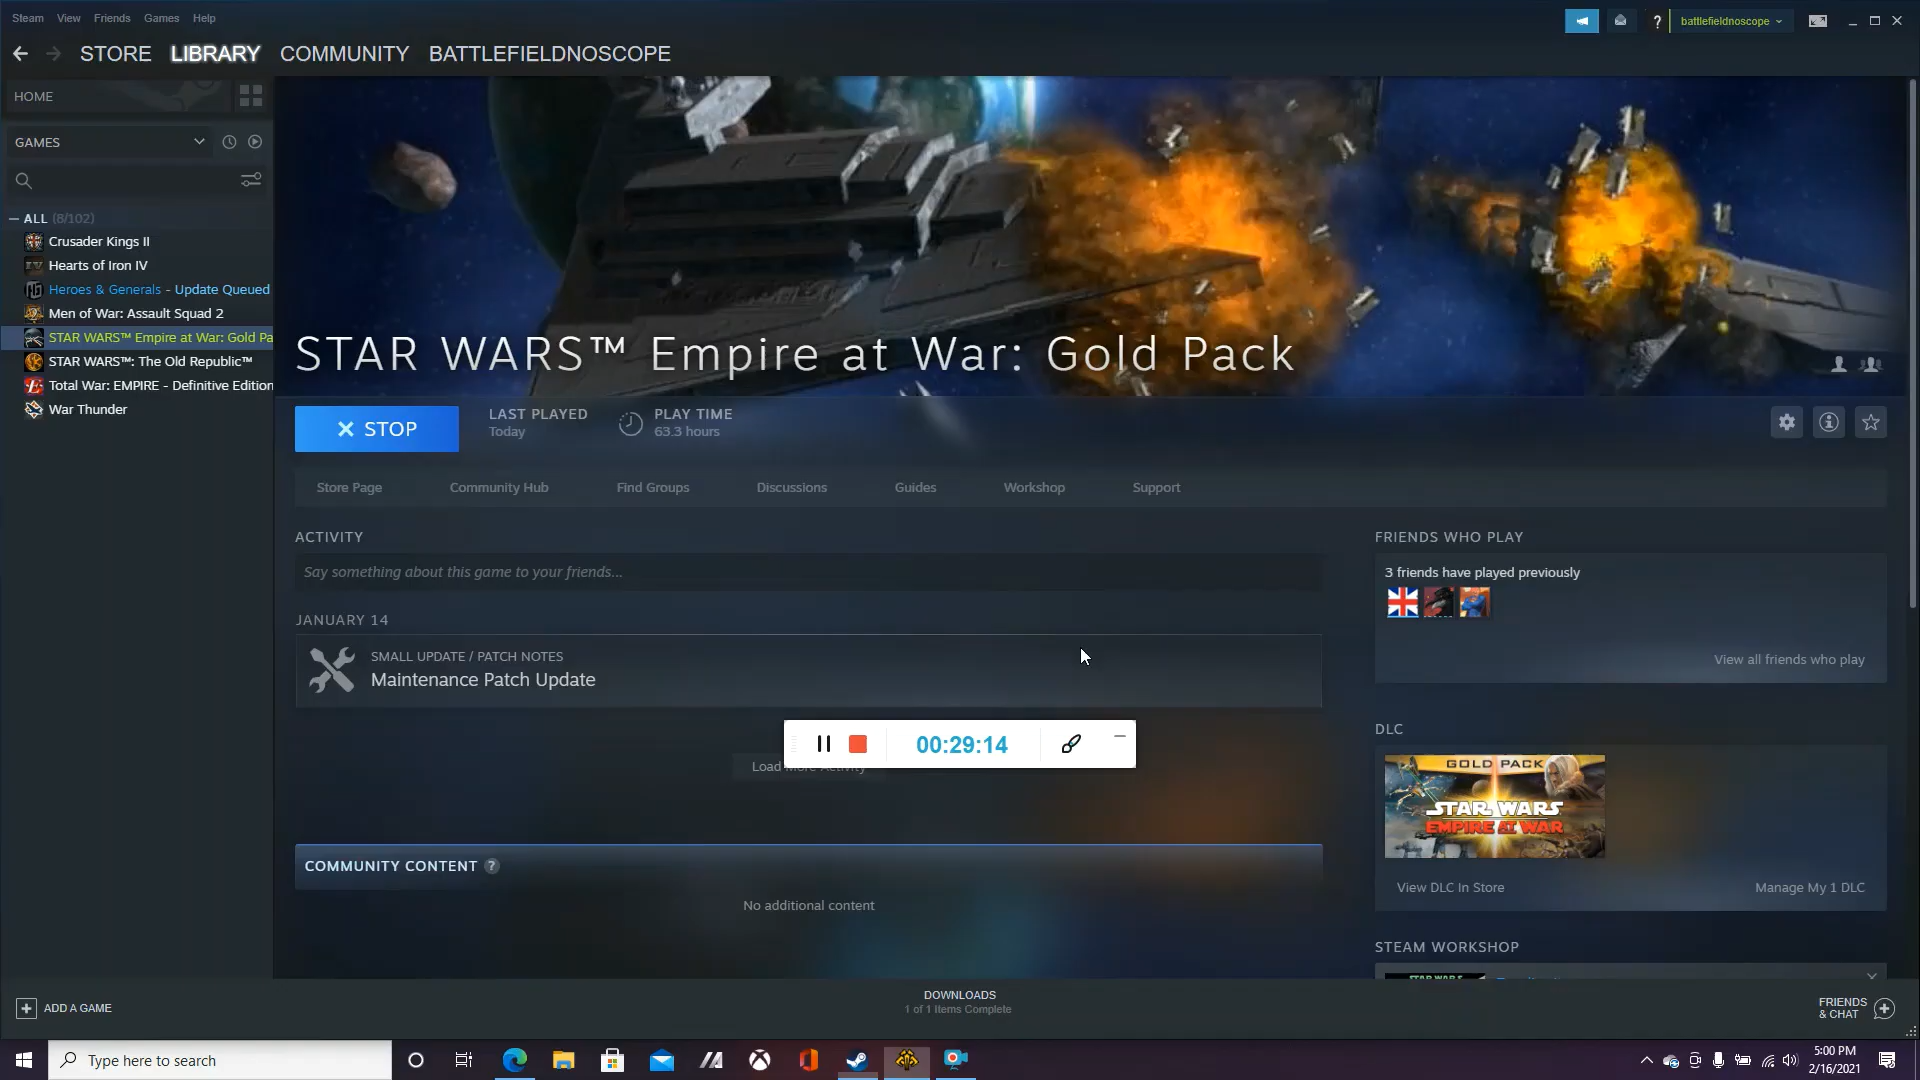 Steam View Friends Games Help
battlefieldnoscope
STORE LIBRARY COMMUNITY BATTLEFIELDNOSCOPE
HOME
GAMES
ALL (8/102)
Crusader Kings II
Hearts of Iron IV
Heroes & Generals - Update Queued
Men of War: Assault Squad 2
STAR WARS™ Empire at War: Gold Pa
STAR WARS™: The Old Republic™
Total War: EMPIRE - Definitive Edition
War Thunder
STAR WARS™ Empire at War: Gold Pack
STOP
LAST PLAYED
Today
PLAY TIME
63.3 hours
Store Page Community Hub Find Groups Discussions Guides Workshop Support
ACTIVITY
Say something about this game to your friends...
JANUARY 14
SMALL UPDATE / PATCH NOTES
Maintenance Patch Update
00:29:14
Load More Activity
COMMUNITY CONTENT ?
No additional content
FRIENDS WHO PLAY
3 friends have played previously
View all friends who play
DLC
GOLD PACK
STAR WARS
EMPIRE AT WAR
View DLC In Store
Manage My 1 DLC
STEAM WORKSHOP
ADD A GAME
DOWNLOADS
1 of 1 Items Complete
FRIENDS
& CHAT
Type here to search
5:00 PM
2/16/2021